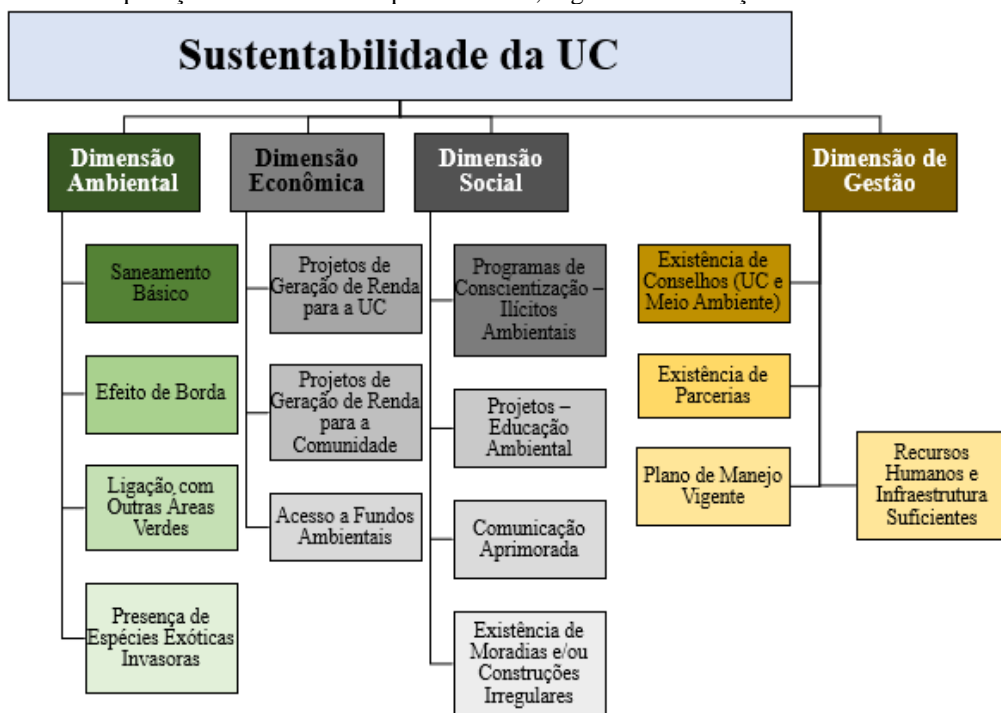 Sustentabilidade da UC
Dimensão
Ambiental
Saneamento
Básico
Efeito de Borda
Ligação com
Outras Áreas
Verdes
Presença de
Espécies Exóticas
Invasoras
Dimensão
Econômica
Projetos de
Geração de Renda
para a UC
Projetos de
Geração de Renda
para a
Comunidade
Acesso a Fundos
Ambientais
Dimensão
Social
Programas de
Conscientização –
Ilícitos
Ambientais
Projetos –
Educação
Ambiental
Comunicação
Aprimorada
Existência de
Moradias e/ou
Construções
Irregulares
Dimensão de
Gestão
Existência de
Conselhos (UC e
Meio Ambiente)
Existência de
Parcerias
Plano de Manejo
Vigente
Recursos
Humanos e
Infraestrutura
Suficientes